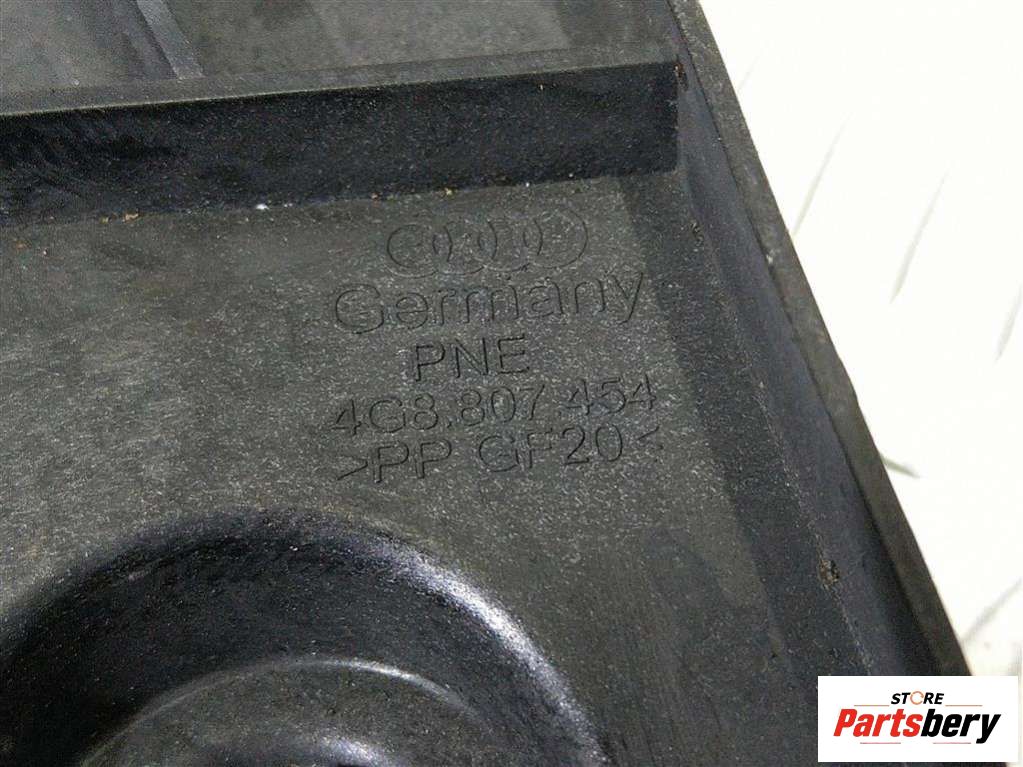 Germany
PNE
4G8.807.454
>PP GF20<
STORE
Partsbery